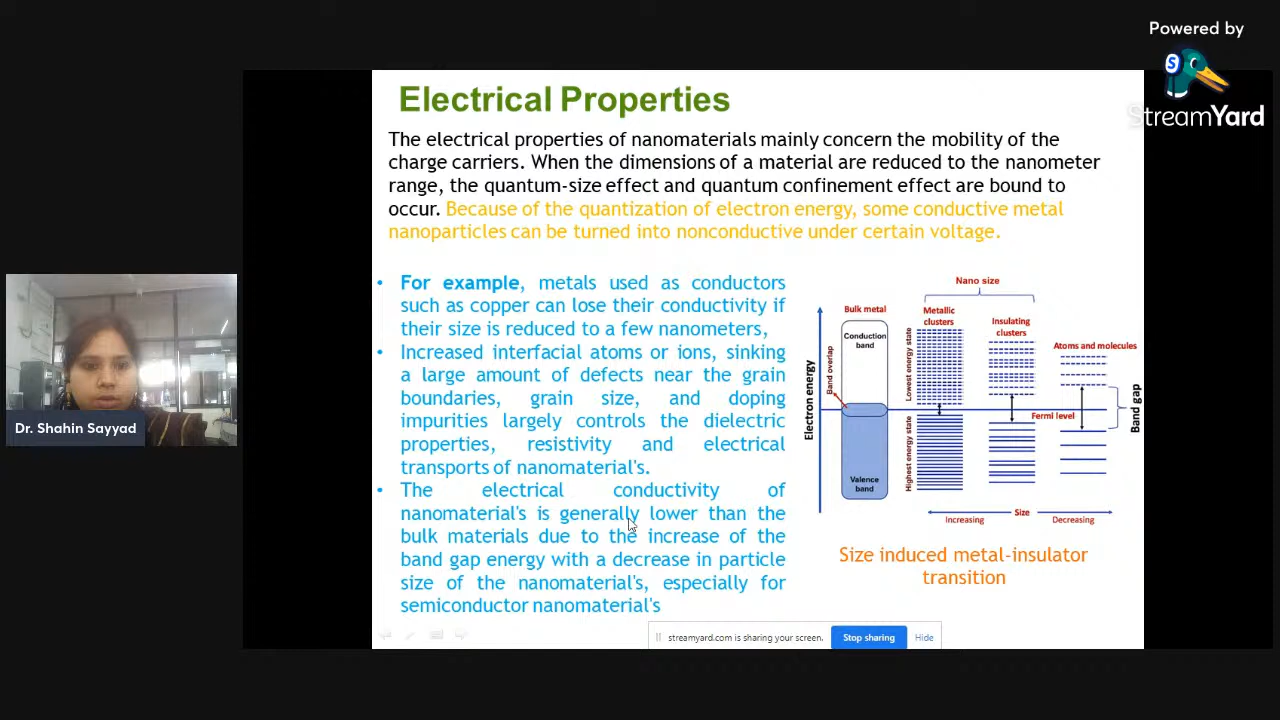 Powered by
StreamYard
Electrical Properties
The electrical properties of nanomaterials mainly concern the mobility of the
charge carriers. When the dimensions of a material are reduced to the nanometer
range, the quantum-size effect and quantum confinement effect are bound to
occur. Because of the quantization of electron energy, some conductive metal
nanoparticles can be turned into nonconductive under certain voltage.
• For example, metals used as conductors
such as copper can lose their conductivity if
their size is reduced to a few nanometers,
• Increased interfacial atoms or ions, sinking
a large amount of defects near the grain
boundaries, grain size, and doping
impurities largely controls the dielectric
properties, resistivity and electrical
transports of nanomaterial's.
• The electrical conductivity of
nanomaterial's is generally lower than the
bulk materials due to the increase of the
band gap energy with a decrease in particle
size of the nanomaterial's, especially for
semiconductor nanomaterial's
Nano size
Bulk metal
Metallic
clusters
Insulating
clusters
Atoms and molecules
Conduction
band
Band overlap
Lowest energy state
Electron energy
Fermi level
Band gap
Highest energy state
Valence
band
Increasing
Size
Decreasing
Size induced metal-insulator
transition
Dr. Shahin Sayyad
streamyard.com is sharing your screen.
Stop sharing
Hide